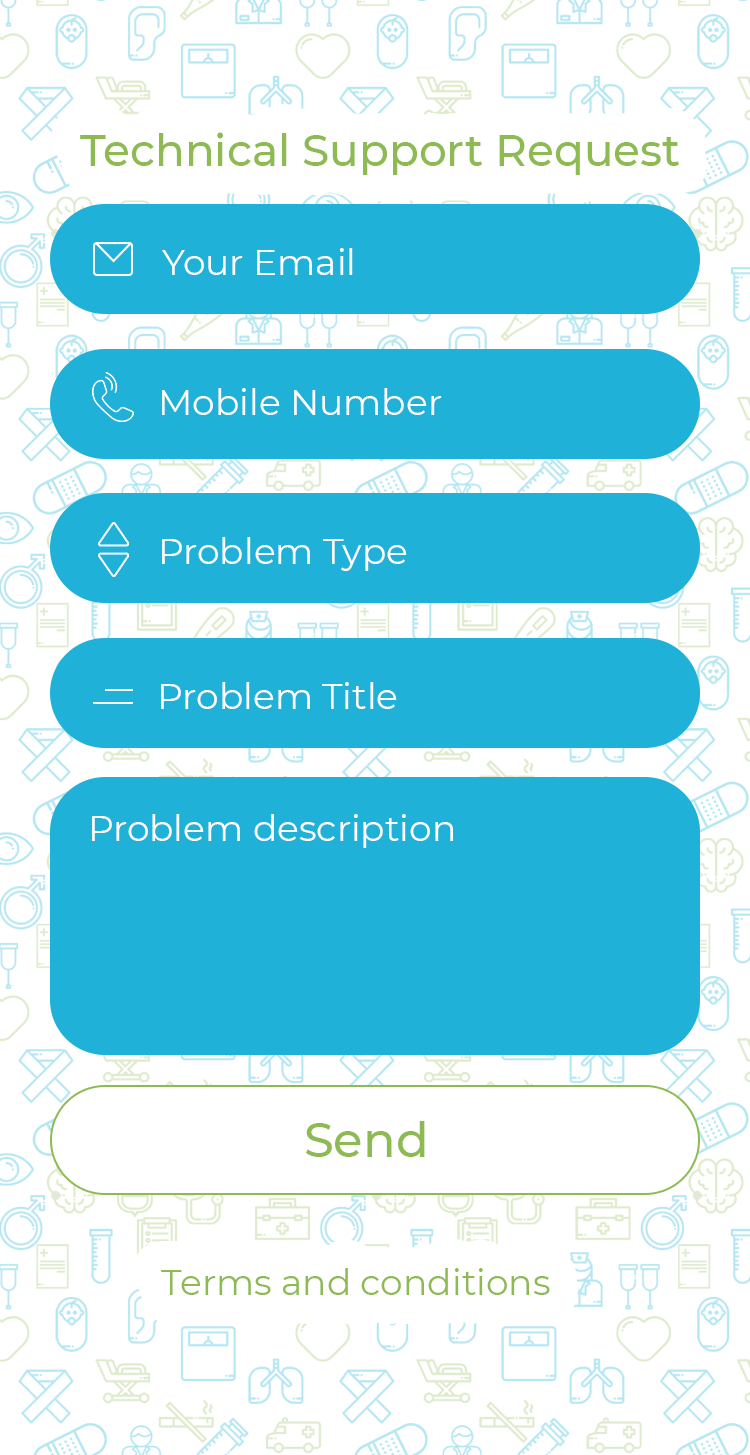 Technical Support Request
Your Email
Mobile Number
Problem Type
Problem Title
Problem description
Send
Terms and conditions